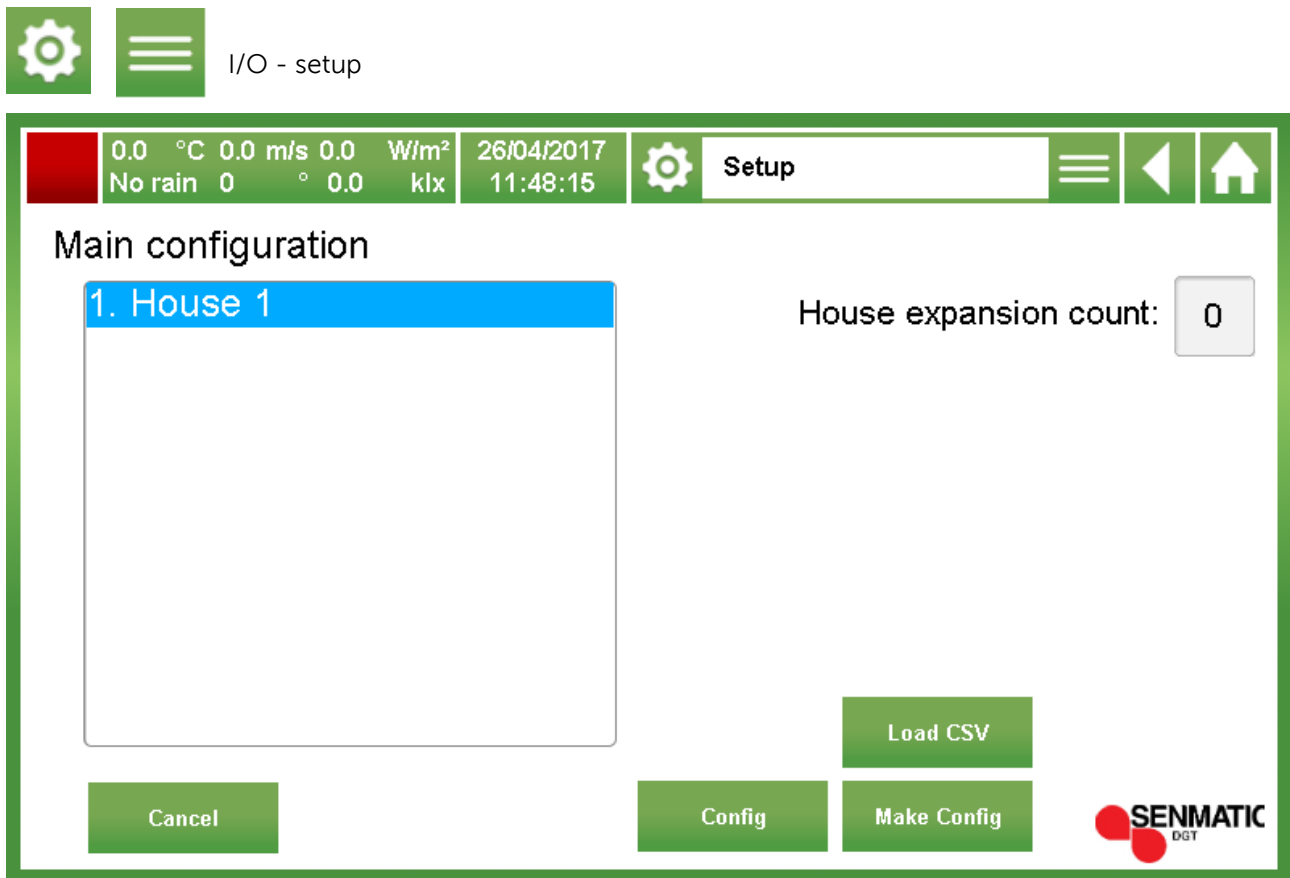 I/O - setup
0.0 °C 0.0 m/s 0.0 W/m² 26/04/2017 Setup
No rain 0 ° 0.0 klx 11:48:15
Main configuration
1. House 1
House expansion count: 0
Load CSV
Cancel Config Make Config
SENMATIC
DGT